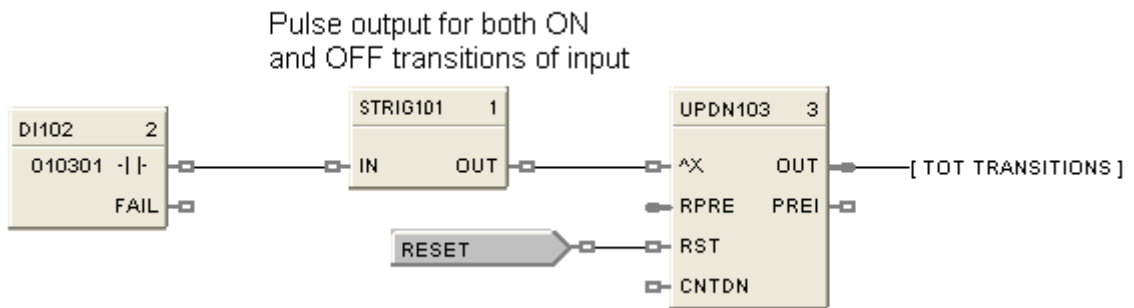 Pulse output for both ON
and OFF transitions of input
DI102 2
010301 -| |-
FAIL
STRIG101 1
IN OUT
UPDN103 3
^X OUT
RPRE PREI
RST
CNTDN
RESET
[ TOT TRANSITIONS ]